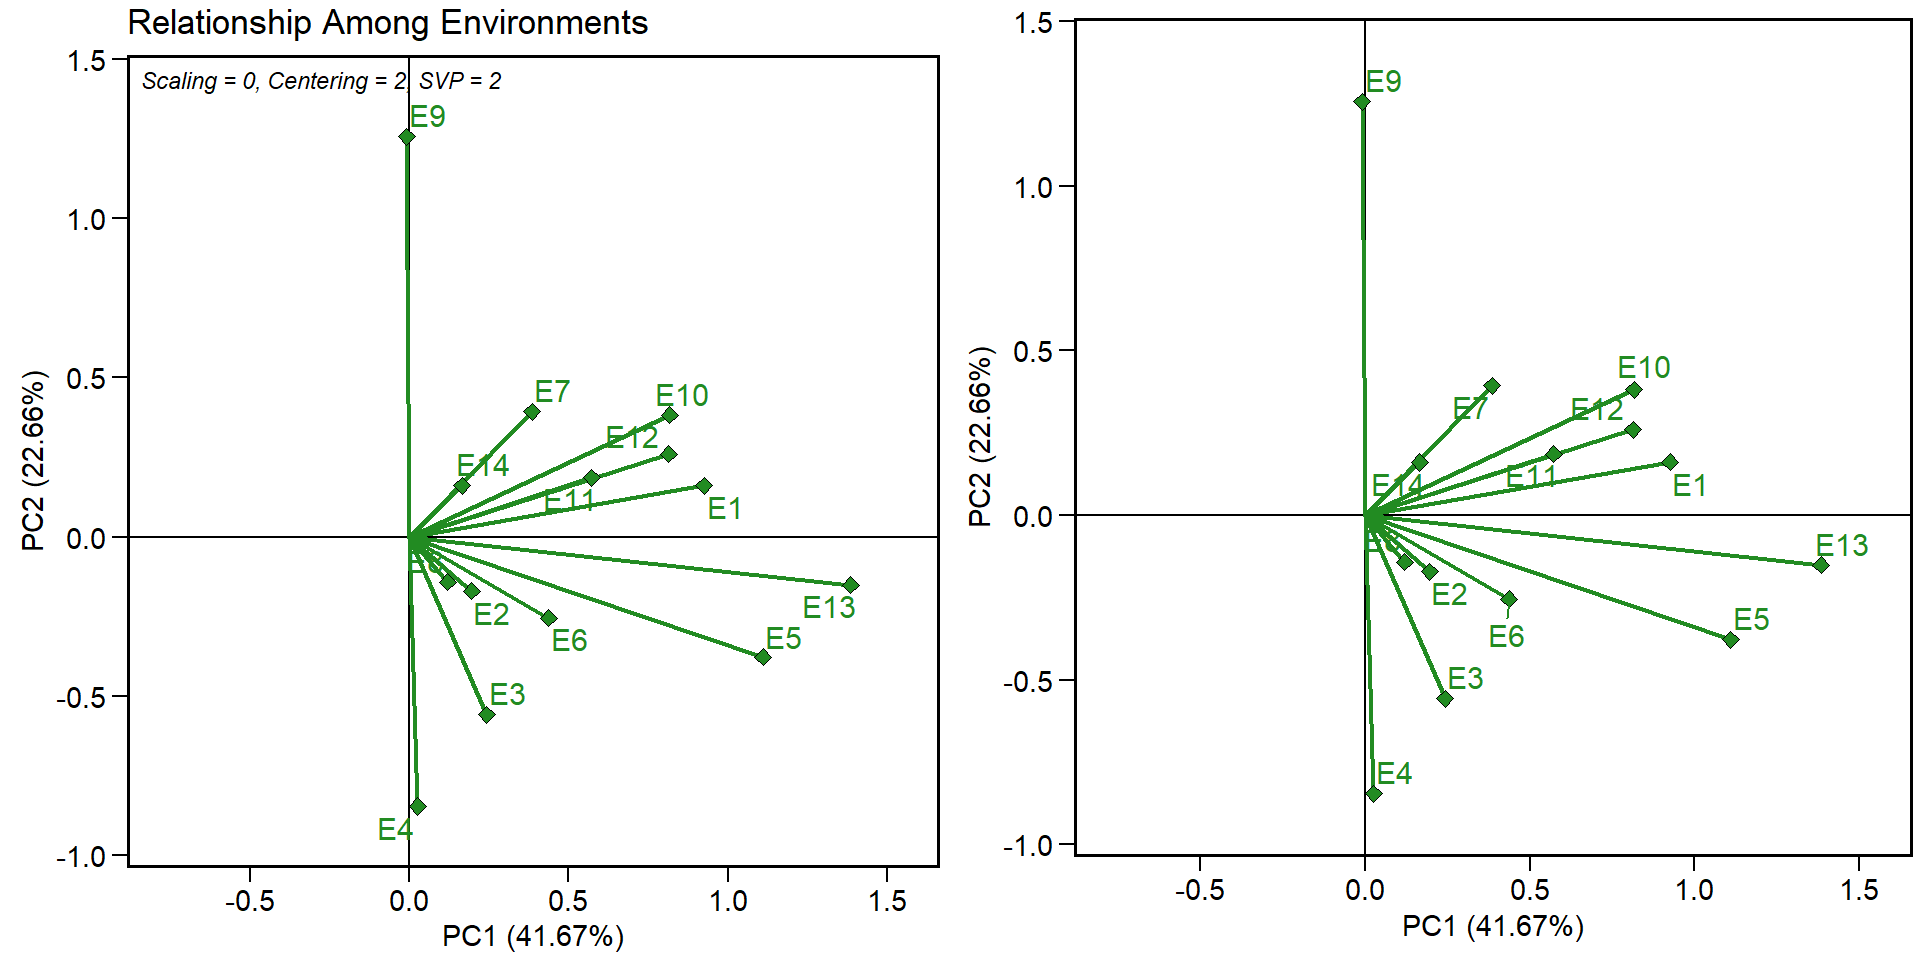 Relationship Among Environments
Scaling = 0, Centering = 2, SVP = 2
1.5
1.0
0.5
0.0
-0.5
-1.0
PC2 (22.66%)
E9
E7
E10
E12
E14
E11
E1
E2
E6
E13
E5
E3
E4
-0.5
0.0
0.5
1.0
1.5
PC1 (41.67%)
1.5
1.0
0.5
0.0
-0.5
-1.0
PC2 (22.66%)
E9
E10
E7
E12
E14
E11
E1
E13
E2
E6
E5
E3
E4
-0.5
0.0
0.5
1.0
1.5
PC1 (41.67%)